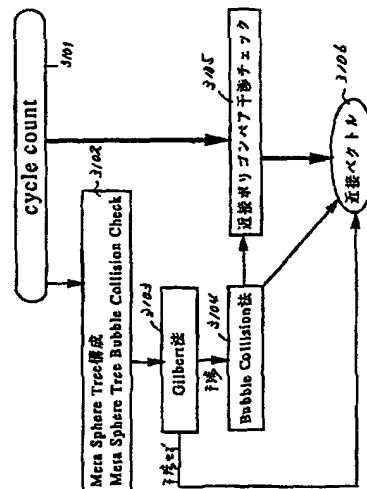 cycle count
3101
3102
Meta Sphere Tree構成
Meta Sphere Tree Bubble Collision Check
3103
Gilbert法
干渉せず
干渉
3104
Bubble Collision法
3105
近接ポリゴンペア干渉チェック
3106
近接ベクトル